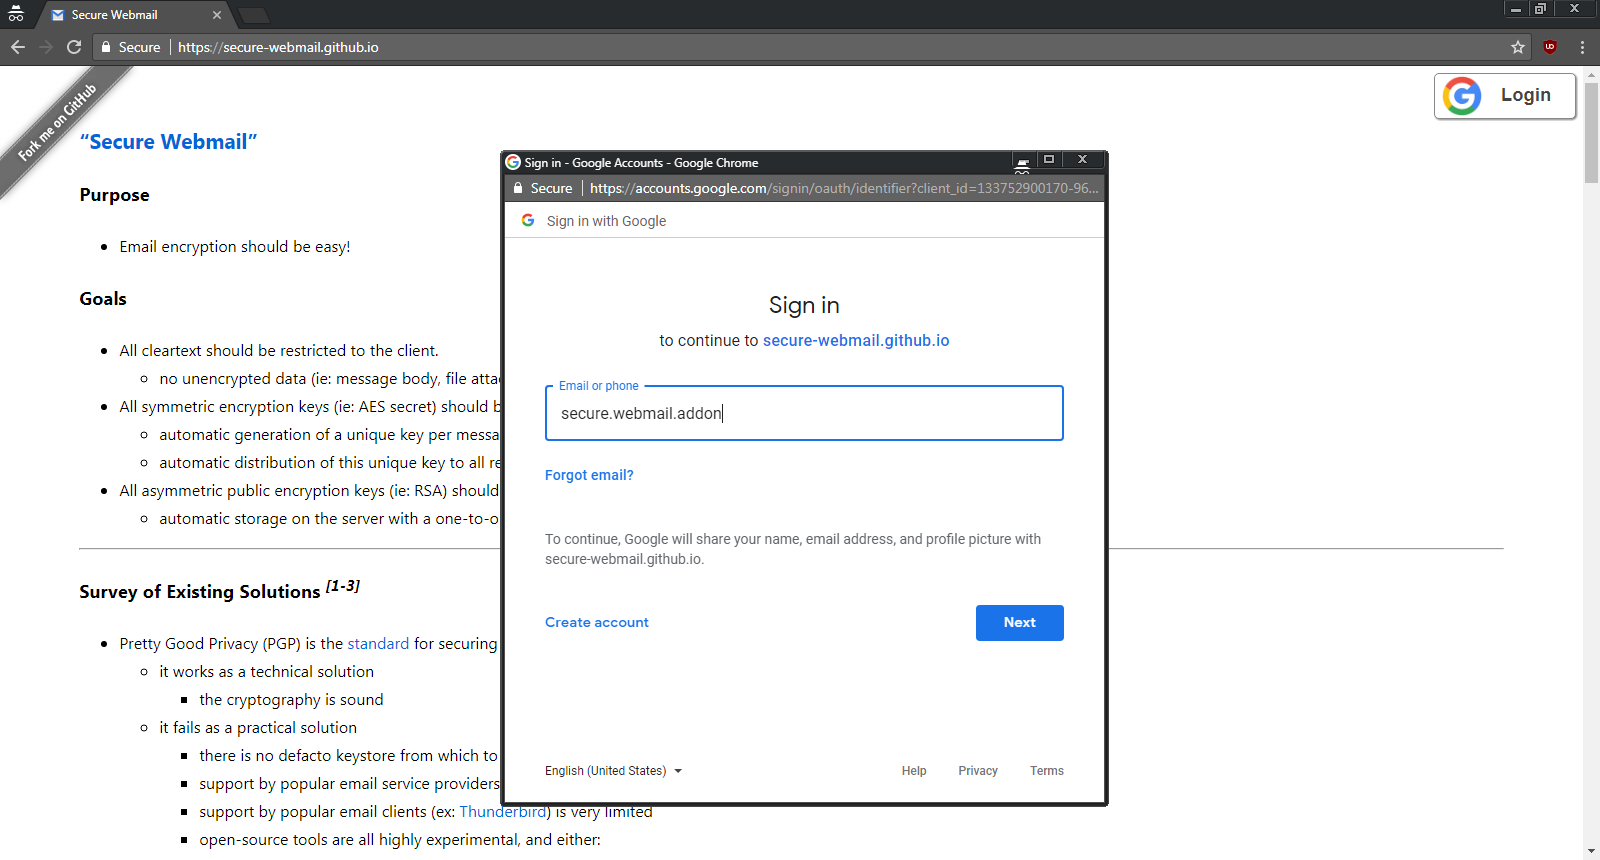 Secure Webmail
Secure
https://secure-webmail.github.io
Fork me on GitHub
Login
“Secure Webmail”
Purpose
Email encryption should be easy!
Goals
All cleartext should be restricted to the client.
no unencrypted data (ie: message body, file atta
All symmetric encryption keys (ie: AES secret) should b
automatic generation of a unique key per messa
automatic distribution of this unique key to all re
All asymmetric public encryption keys (ie: RSA) should
automatic storage on the server with a one-to-o
Survey of Existing Solutions [1-3]
Pretty Good Privacy (PGP) is the standard for securing
it works as a technical solution
the cryptography is sound
it fails as a practical solution
there is no defacto keystore from which to
support by popular email service providers
support by popular email clients (ex: Thunderbird) is very limited
open-source tools are all highly experimental, and either:
Sign in - Google Accounts - Google Chrome
Secure
https://accounts.google.com/signin/oauth/identifier?client_id=133752900170-96...
Sign in with Google
Sign in
to continue to secure-webmail.github.io
Email or phone
secure.webmail.addon
Forgot email?
To continue, Google will share your name, email address, and profile picture with
secure-webmail.github.io.
Create account
Next
English (United States)
Help
Privacy
Terms